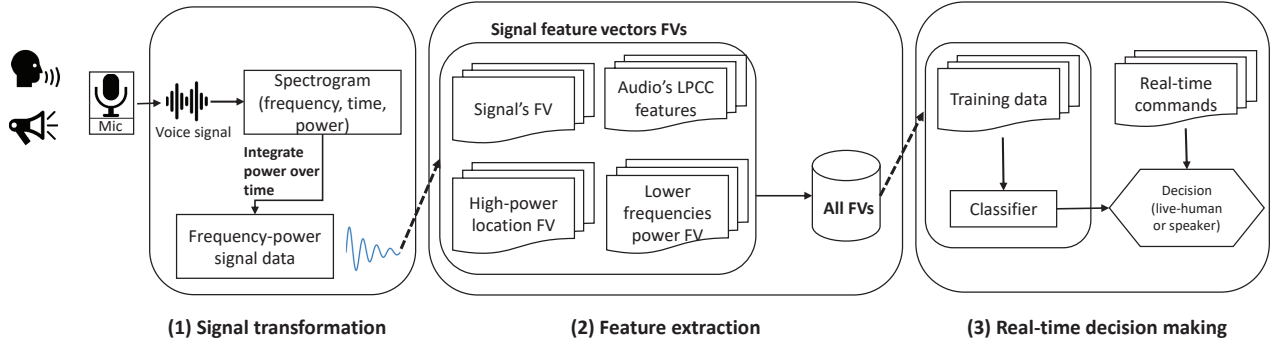 Mic
Voice signal
Spectrogram
(frequency, time,
power)
Integrate
power over
time
Frequency-power
signal data
(1) Signal transformation
Signal feature vectors FVs
Signal's FV
Audio's LPCC
features
High-power
location FV
Lower
frequencies
power FV
All FVs
(2) Feature extraction
Training data
Real-time
commands
Classifier
Decision
(live-human
or speaker)
(3) Real-time decision making